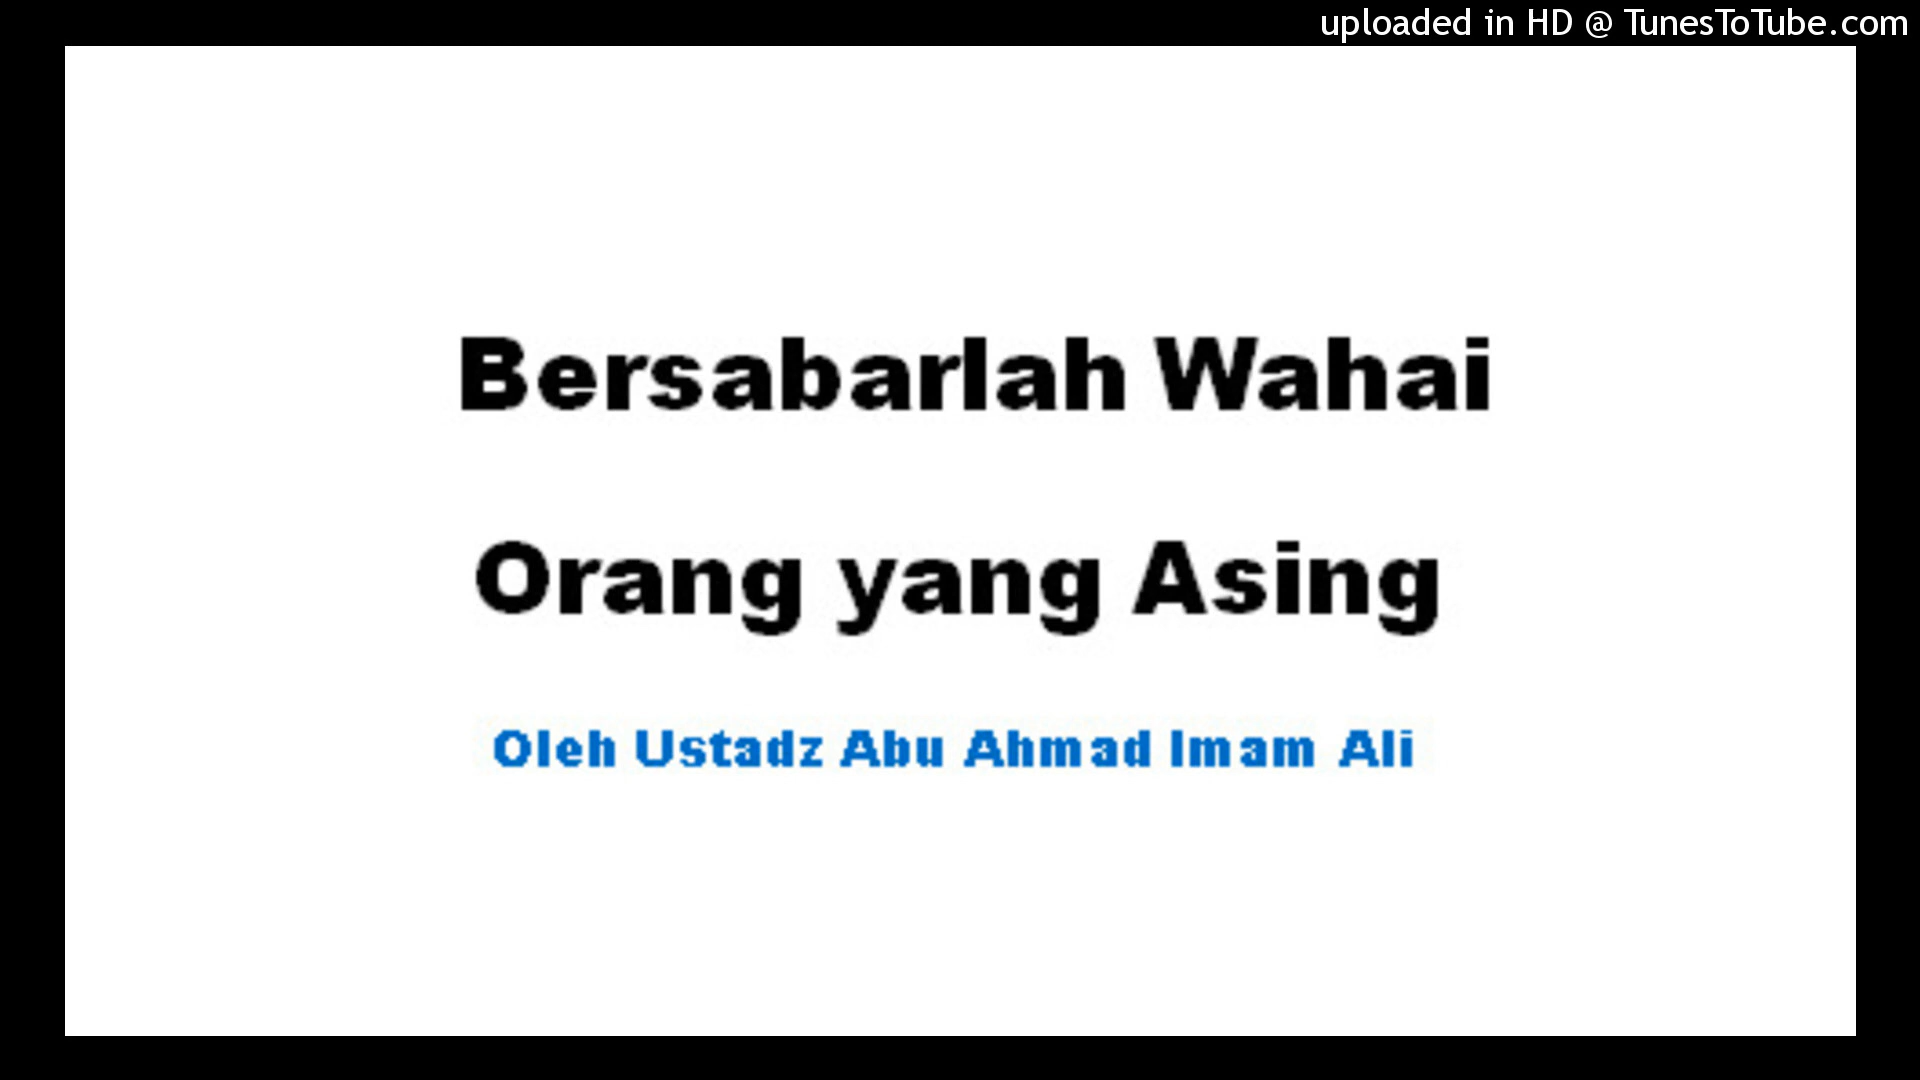 uploaded in HD @ TunesToTube.com
Bersabarlah Wahai
Orang yang Asing
Oleh Ustadz Abu Ahmad Imam Ali